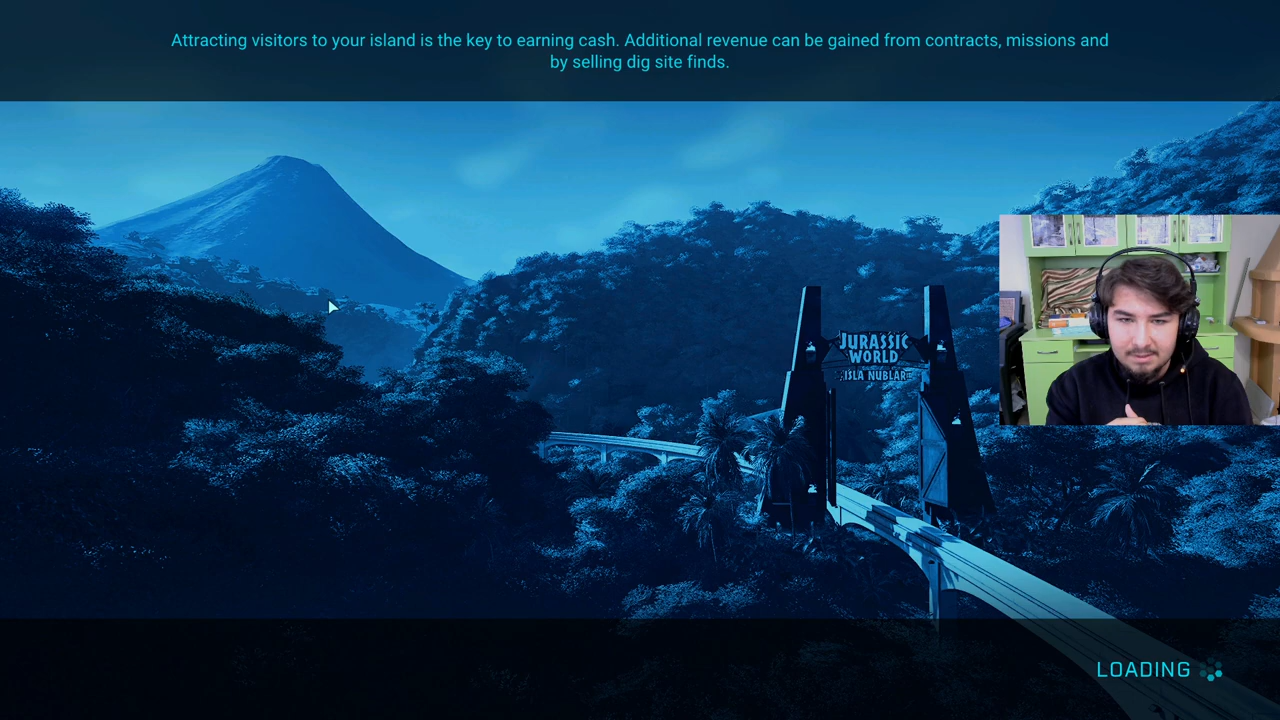 Attracting visitors to your island is the key to earning cash. Additional revenue can be gained from contracts, missions and
by selling dig site finds.
JURASSIC
WORLD
ISLA NUBLAR
LOADING